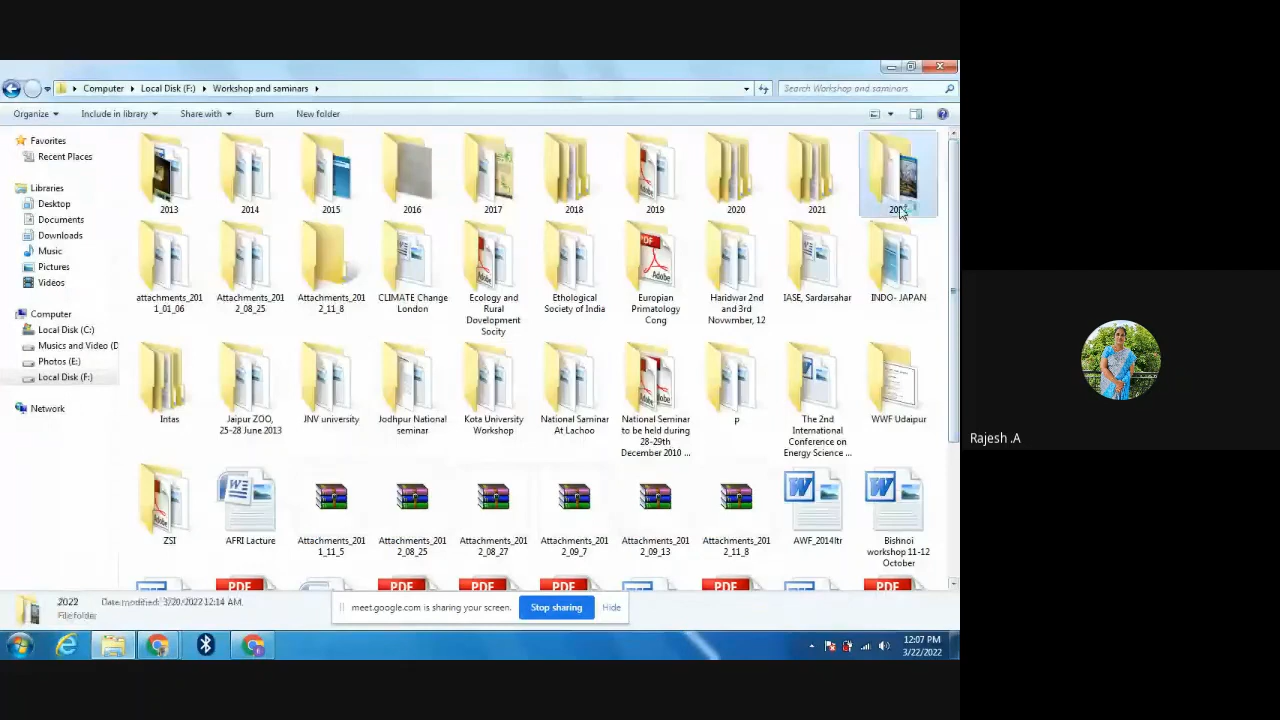 Computer ▸ Local Disk (F:) ▸ Workshop and saminars ▸
Search Workshop and saminars
Organize
Include in library
Share with
Burn
New folder
Favorites
Recent Places
Libraries
Desktop
Documents
Downloads
Music
Pictures
Videos
Computer
Local Disk (C:)
Musics and Video (D
Photos (E:)
Local Disk (F:)
Network
2013
2014
2015
2016
2017
2018
2019
2020
2021
attachments_201
1_01_06
Attachments_201
2_08_25
Attachments_201
2_11_8
CLIMATE Change
London
Ecology and
Rural
Development
Socity
Ethological
Society of India
Europian
Primatology
Cong
Haridwar 2nd
and 3rd
Novwmber, 12
IASE, Sardarsahar
INDO- JAPAN
Intas
Jaipur ZOO,
25-28 June 2013
JNV university
Jodhpur National
seminar
Kota University
Workshop
National Seminar
At Lachoo
National Seminar
to be held during
28-29th
December 2010 ...
p
The 2nd
International
Conference on
Energy Science ...
WWF Udaipur
ZSI
AFRI Lacture
Attachments_201
1_11_5
Attachments_201
2_08_25
Attachments_201
2_08_27
Attachments_201
2_09_7
Attachments_201
2_09_13
Attachments_201
2_11_8
AWF_2014ltr
Bishnoi
workshop 11-12
October
PDF
Adobe
PDF
PDF
PDF
PDF
PDF
2022
Date modified: 3/20/2022 12:14 AM
File folder
meet.google.com is sharing your screen.
Stop sharing
Hide
12:07 PM
3/22/2022
Rajesh .A